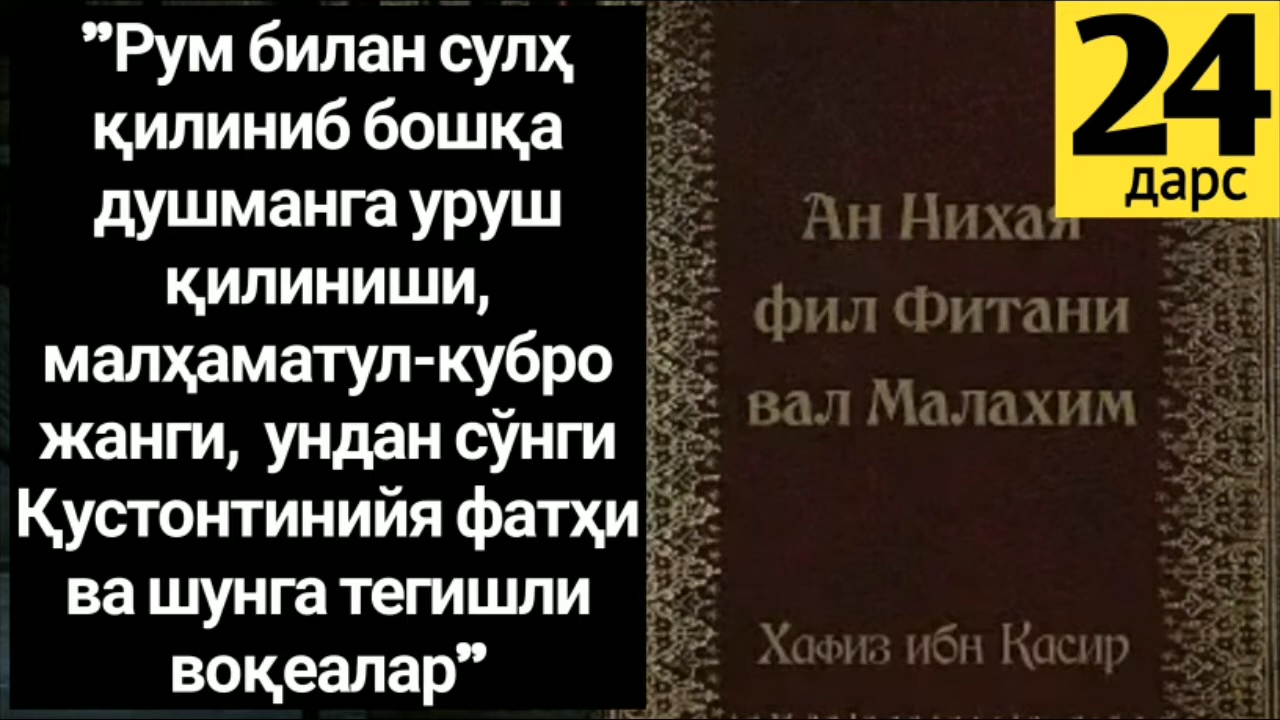 ”Рум билан сулҳ
қилиниб бошқа
душманга уруш
қилиниши,
малҳаматул-кубро
жанги, ундан сўнги
Қустонтинийя фатҳи
ва шунга тегишли
воқеалар”
24
дарс
Ан Нихая
фил Фитани
вал Малахим
Хафиз ибн Касир